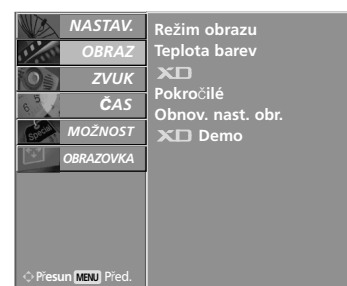 NASTAV.
OBRAZ
ZVUK
ČAS
MOŽNOST
OBRAZOVKA
Přesun MENU Před.
Režim obrazu
Teplota barev
XD
Pokročilé
Obnov. nast. obr.
XD Demo